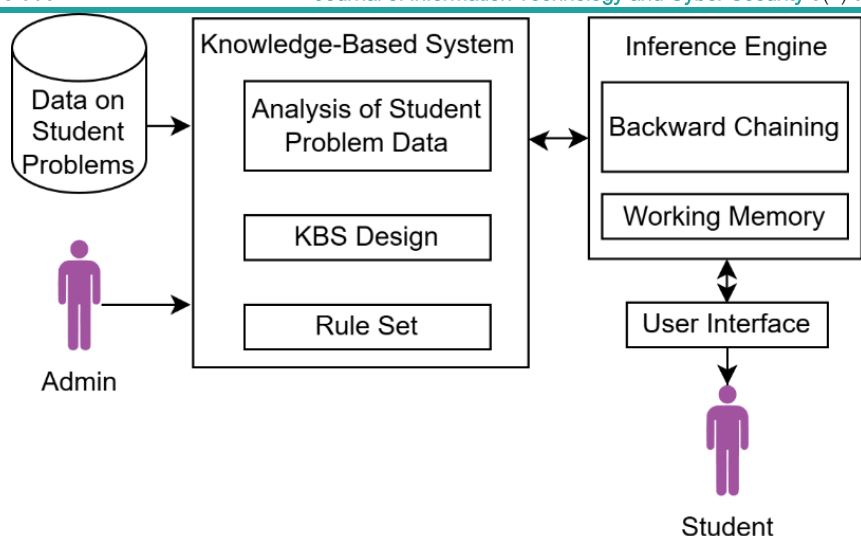 Knowledge-Based System
Data on
Student
Problems
Analysis of Student
Problem Data
KBS Design
Rule Set
Admin
Inference Engine
Backward Chaining
Working Memory
User Interface
Student